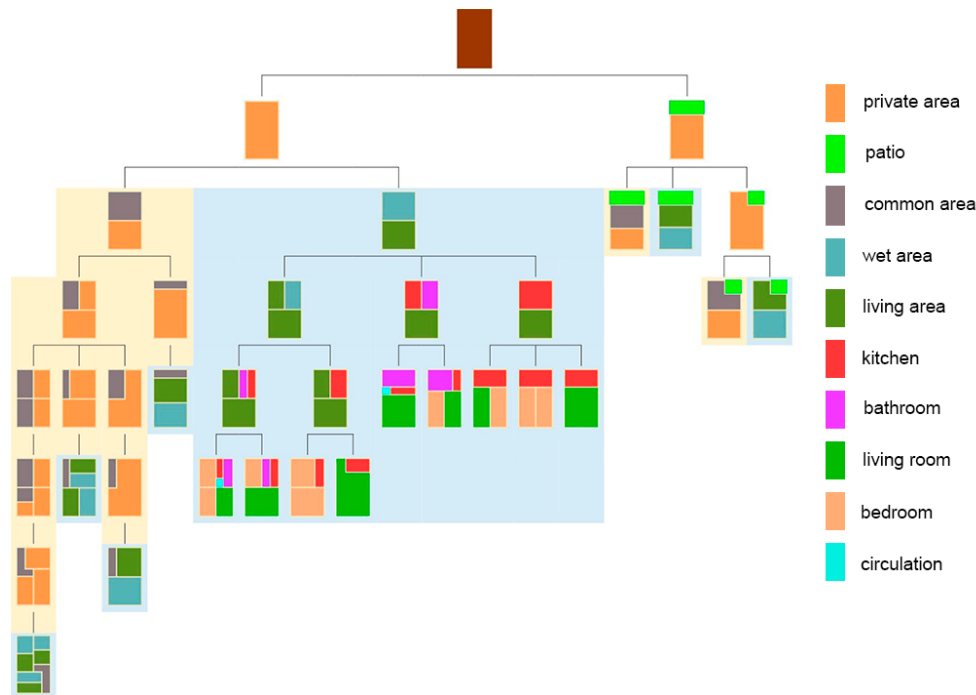 private area
patio
common area
wet area
living area
kitchen
bathroom
living room
bedroom
circulation